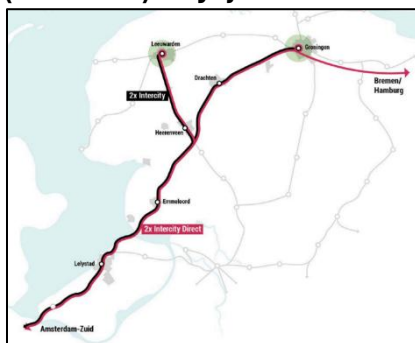 Leeuwarden
Groningen
Drachten
Bremen/
Hamburg
2x Intercity
Heerenveen
Emmeloord
2x Intercity Direct
Lelystad
Amsterdam-Zuid